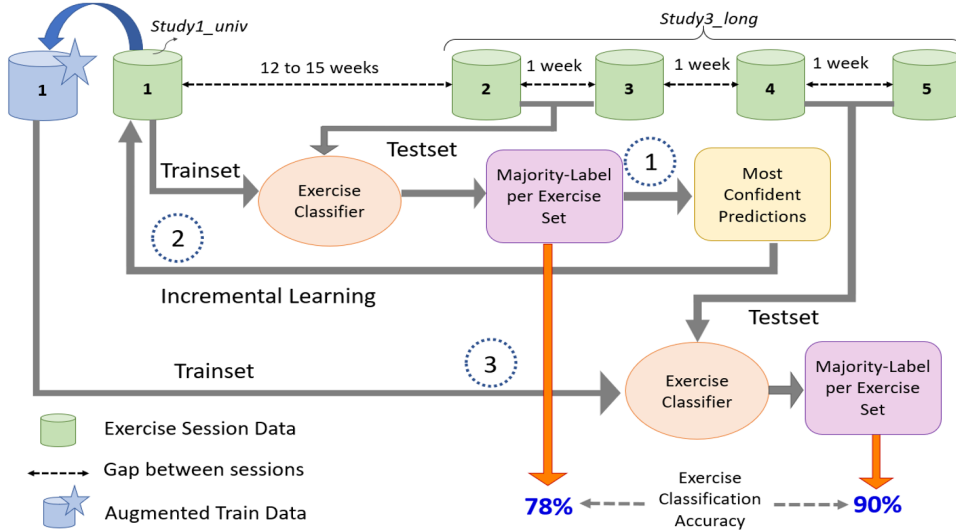 Study1_univ
Study3_long
12 to 15 weeks
1 week
1 week
1 week
1
1
2
3
4
5
Trainset
Testset
Exercise
Classifier
Majority-Label
per Exercise
Set
1
Most
Confident
Predictions
2
Incremental Learning
Testset
Trainset
3
Exercise
Classifier
Majority-Label
per Exercise
Set
Exercise Session Data
Gap between sessions
Augmented Train Data
78%
Exercise
Classification
Accuracy
90%